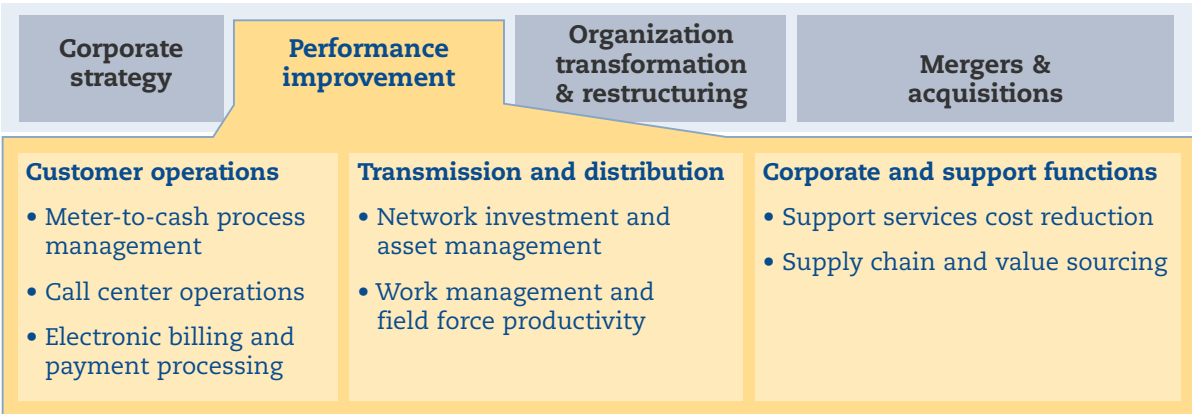 Corporate
strategy
Performance
improvement
Organization
transformation
& restructuring
Mergers &
acquisitions
Customer operations
• Meter-to-cash process
management
• Call center operations
• Electronic billing and
payment processing
Transmission and distribution
• Network investment and
asset management
• Work management and
field force productivity
Corporate and support functions
• Support services cost reduction
• Supply chain and value sourcing